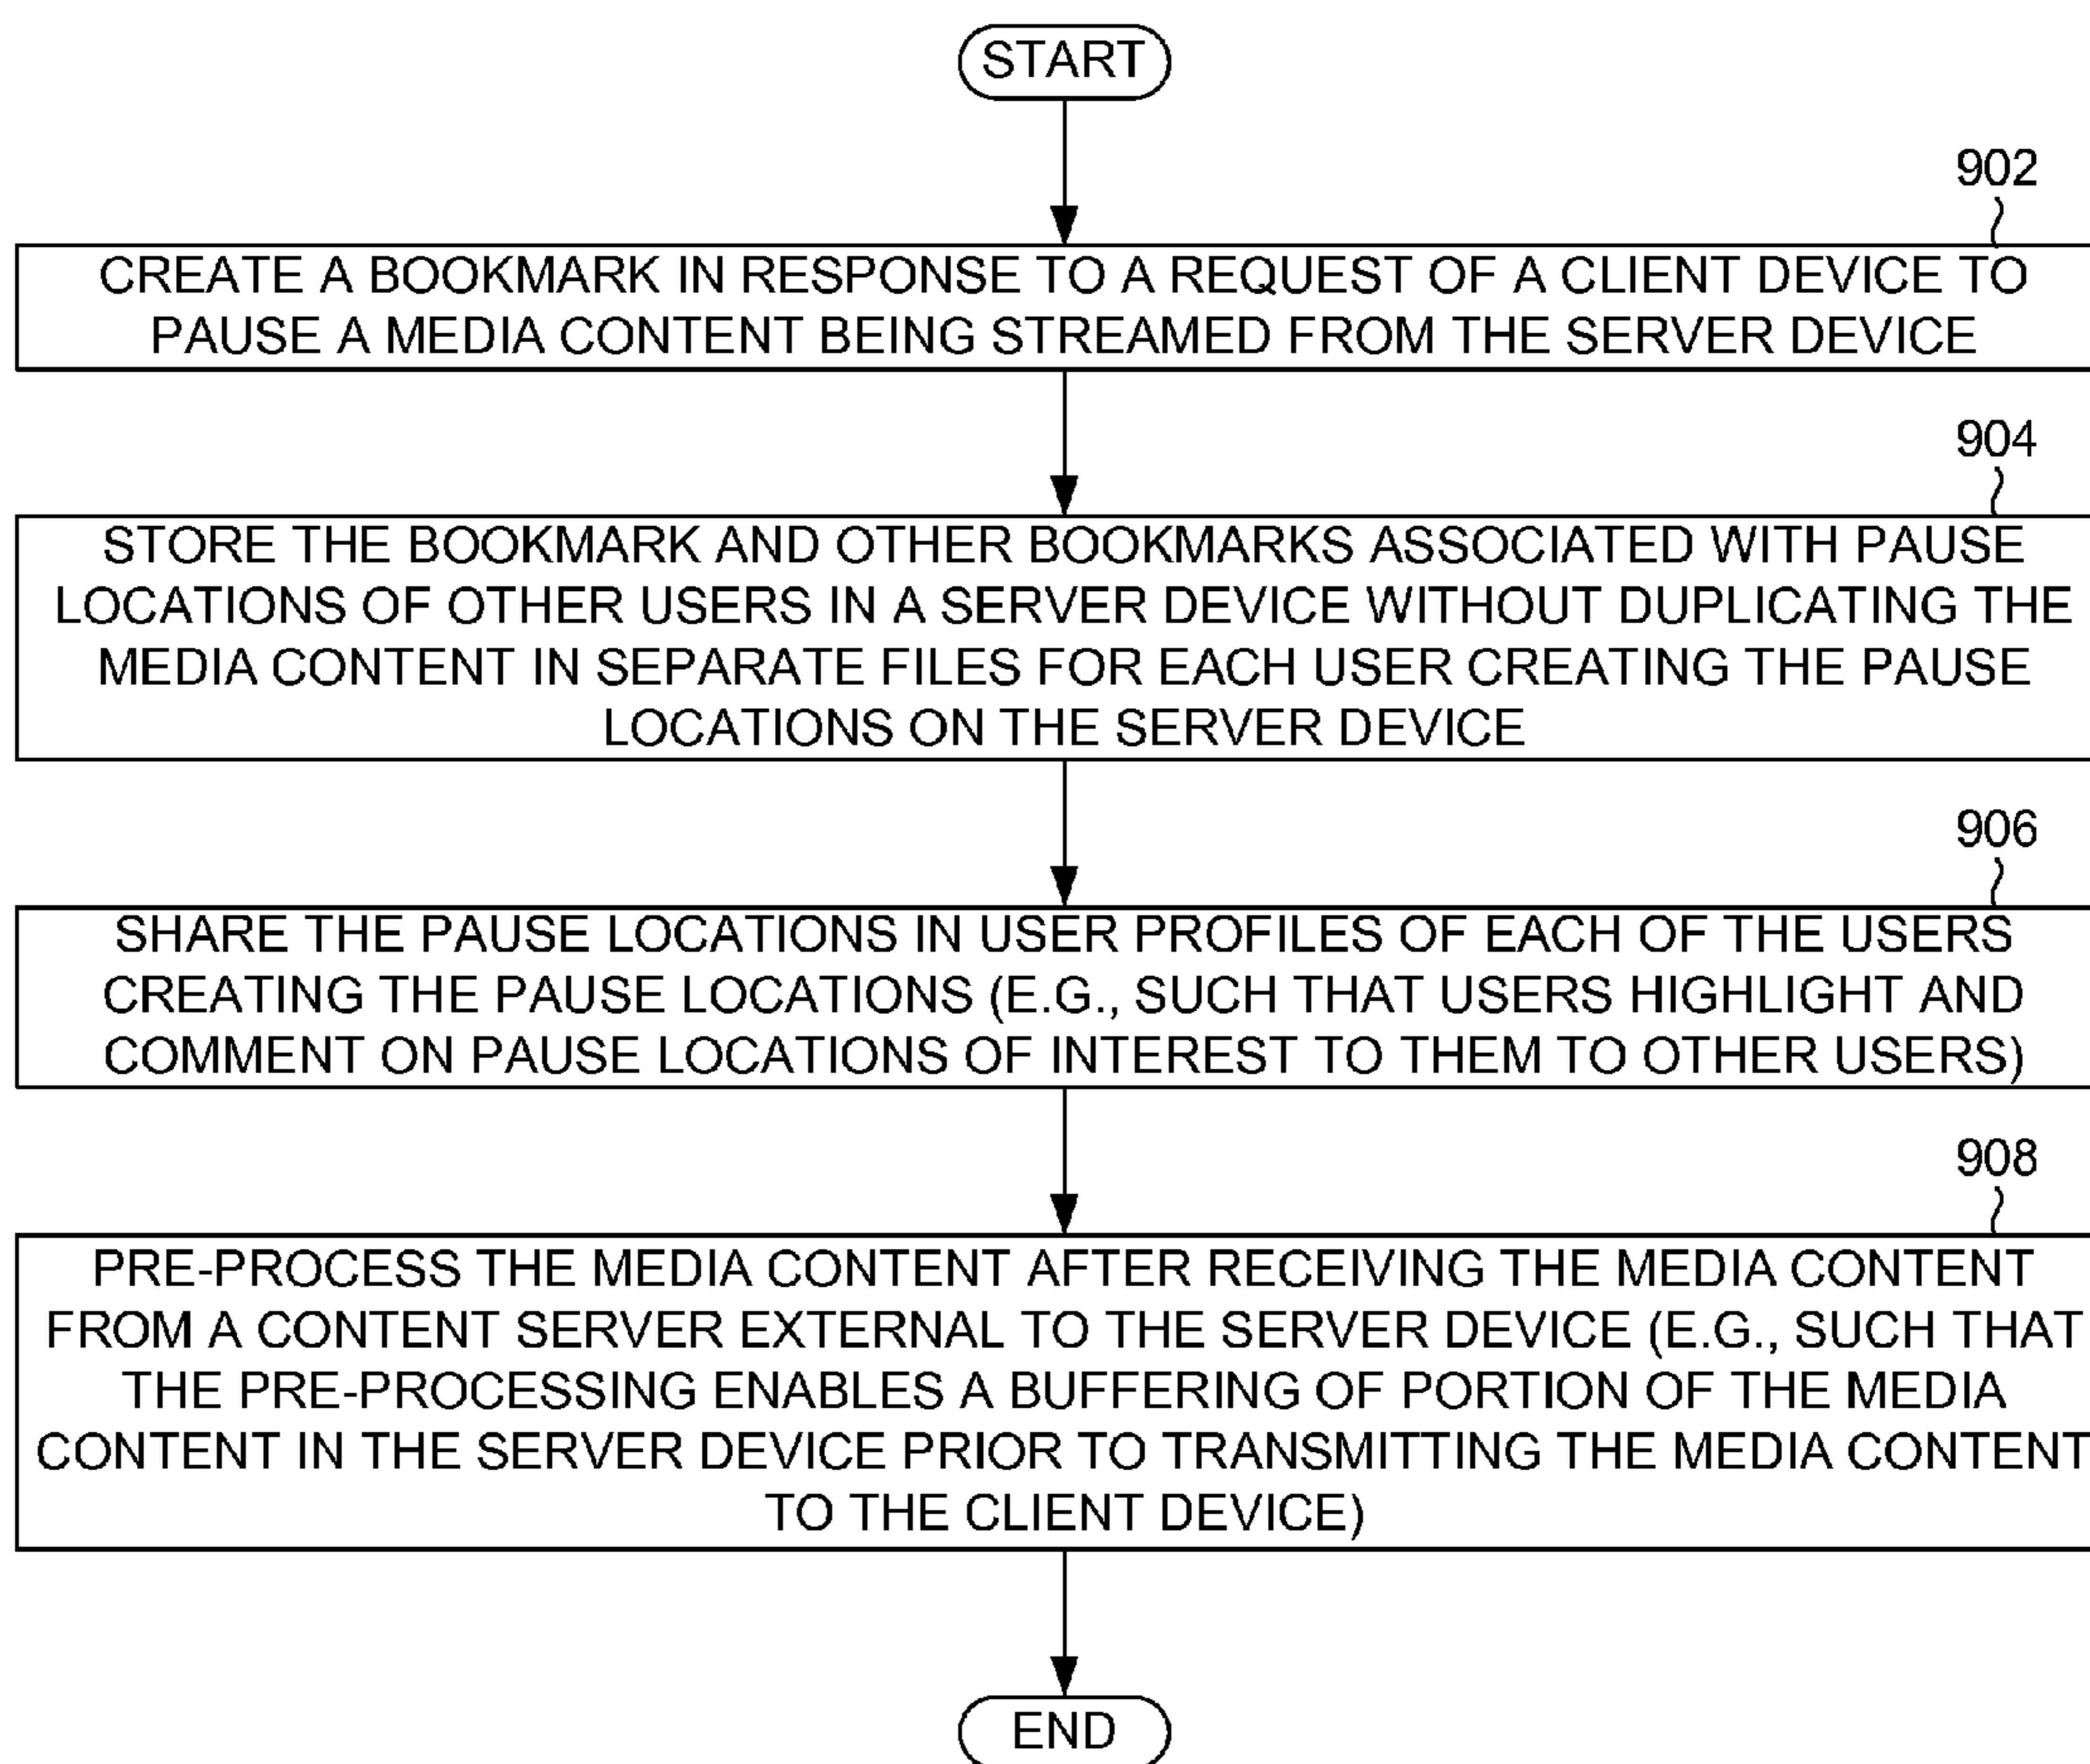 START
902
CREATE A BOOKMARK IN RESPONSE TO A REQUEST OF A CLIENT DEVICE TO
PAUSE A MEDIA CONTENT BEING STREAMED FROM THE SERVER DEVICE
904
STORE THE BOOKMARK AND OTHER BOOKMARKS ASSOCIATED WITH PAUSE
LOCATIONS OF OTHER USERS IN A SERVER DEVICE WITHOUT DUPLICATING THE
MEDIA CONTENT IN SEPARATE FILES FOR EACH USER CREATING THE PAUSE
LOCATIONS ON THE SERVER DEVICE
906
SHARE THE PAUSE LOCATIONS IN USER PROFILES OF EACH OF THE USERS
CREATING THE PAUSE LOCATIONS (E.G., SUCH THAT USERS HIGHLIGHT AND
COMMENT ON PAUSE LOCATIONS OF INTEREST TO THEM TO OTHER USERS)
908
PRE-PROCESS THE MEDIA CONTENT AFTER RECEIVING THE MEDIA CONTENT
FROM A CONTENT SERVER EXTERNAL TO THE SERVER DEVICE (E.G., SUCH THAT
THE PRE-PROCESSING ENABLES A BUFFERING OF PORTION OF THE MEDIA
CONTENT IN THE SERVER DEVICE PRIOR TO TRANSMITTING THE MEDIA CONTENT
TO THE CLIENT DEVICE)
END